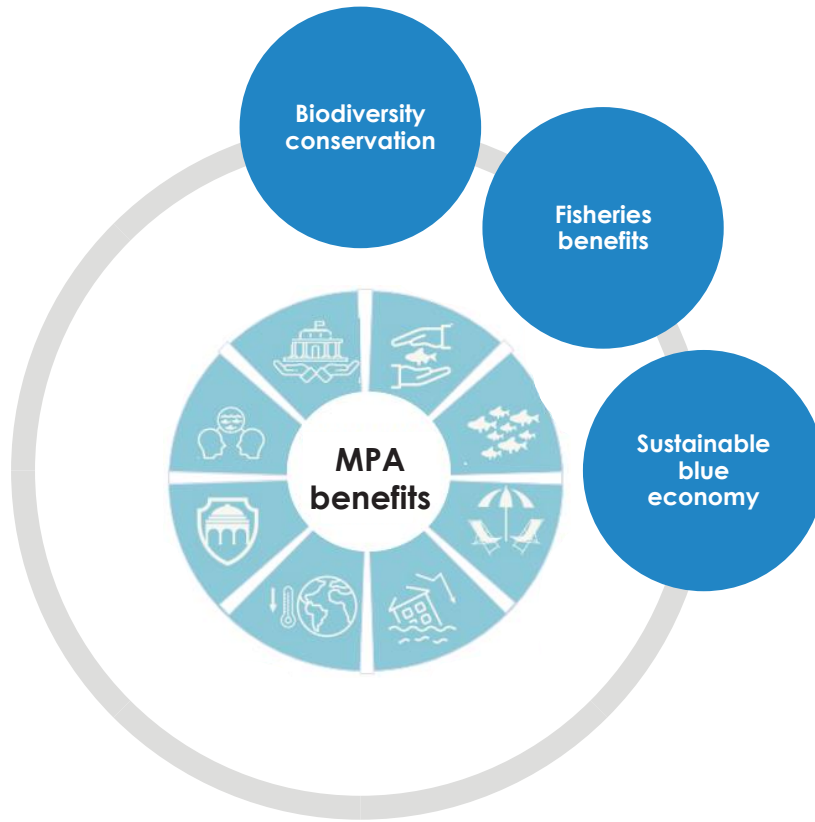 Biodiversity
conservation
Fisheries
benefits
Sustainable
blue
economy
MPA
benefits